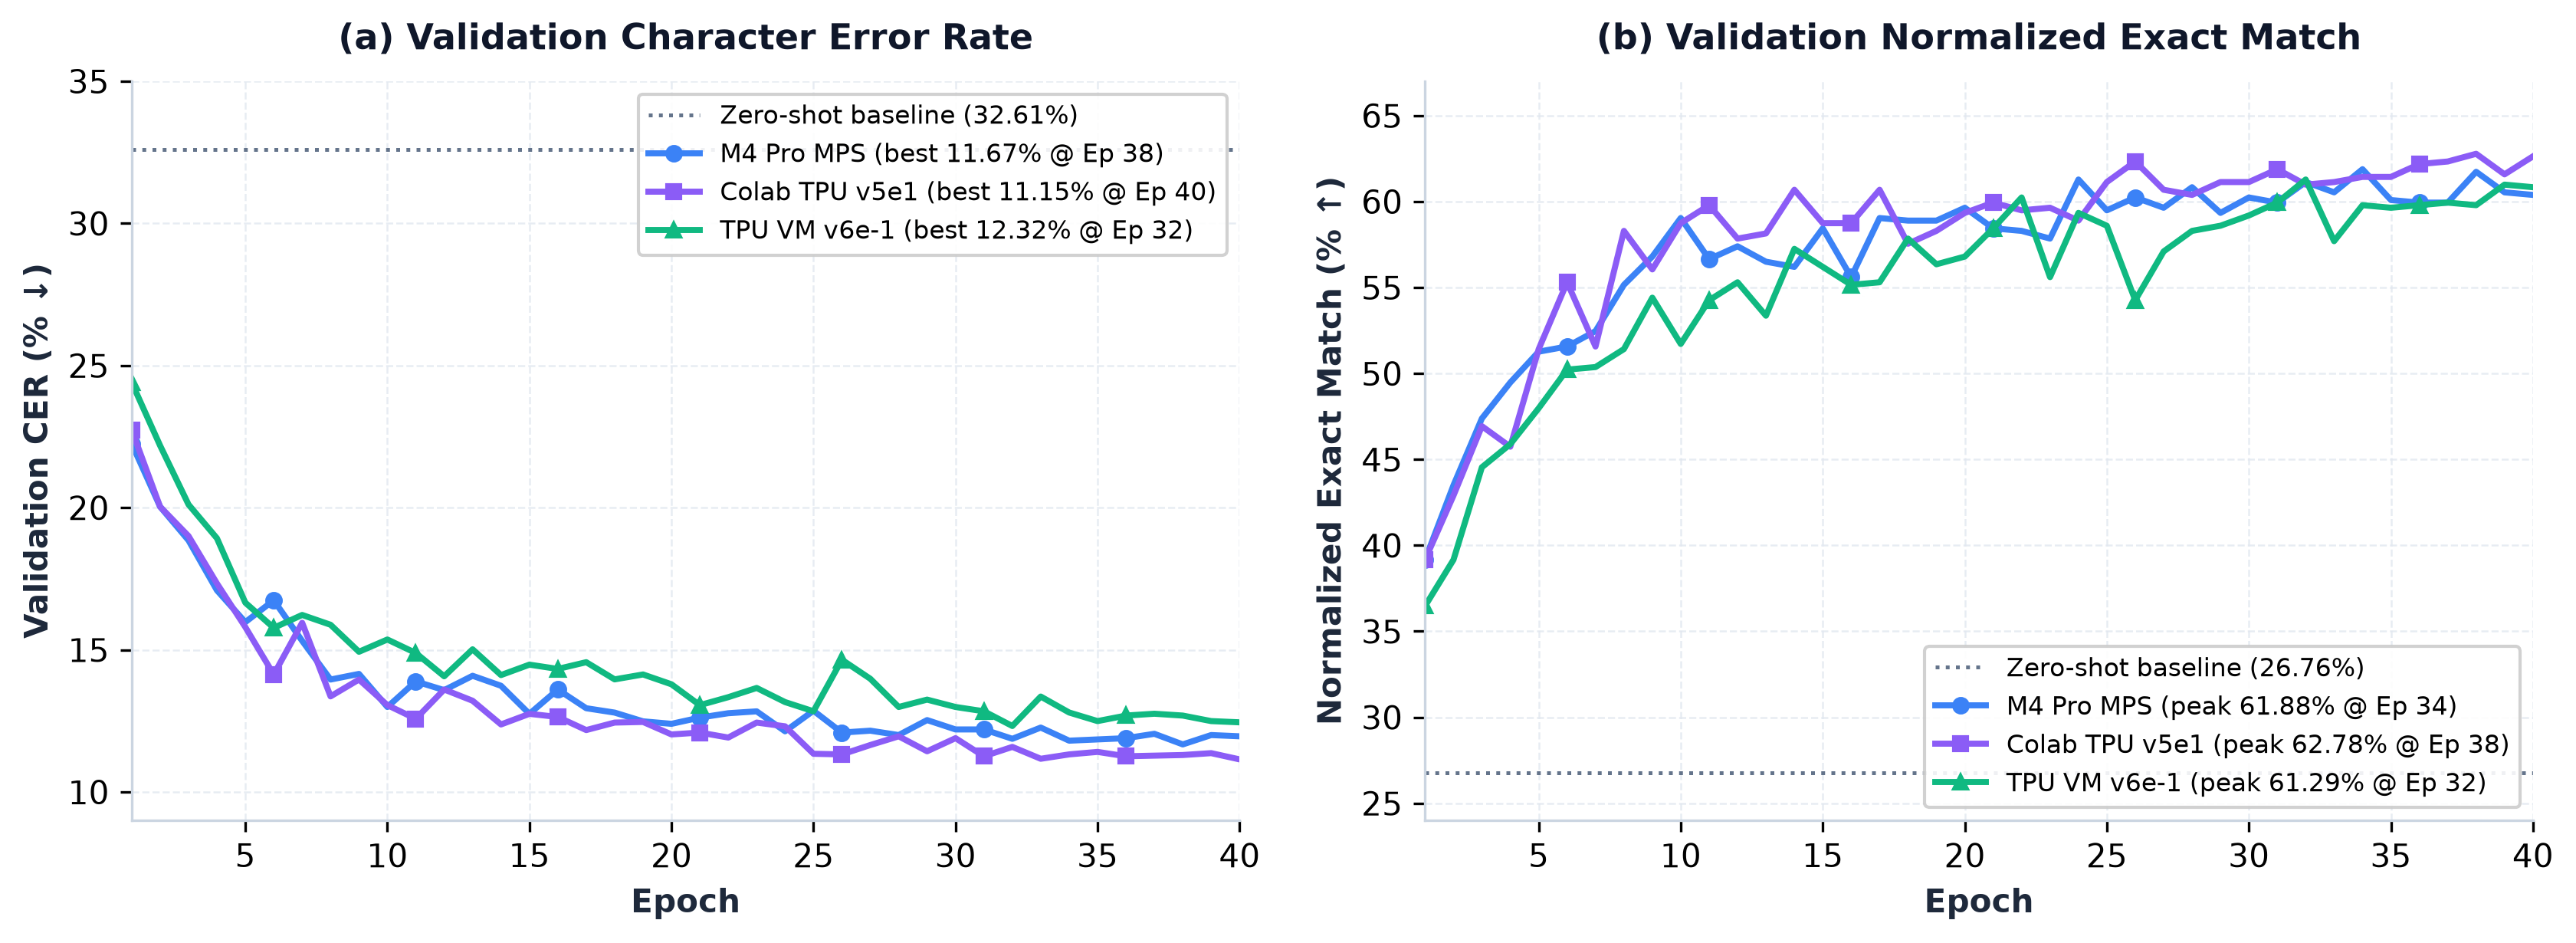 (a) Validation Character Error Rate
35
30
25
20
15
10
Validation CER (% ↓)
Zero-shot baseline (32.61%)
M4 Pro MPS (best 11.67% @ Ep 38)
Colab TPU v5e1 (best 11.15% @ Ep 40)
TPU VM v6e-1 (best 12.32% @ Ep 32)
5 10 15 20 25 30 35 40
Epoch
(b) Validation Normalized Exact Match
65
60
55
50
45
40
35
30
25
Normalized Exact Match (% ↑)
Zero-shot baseline (26.76%)
M4 Pro MPS (peak 61.88% @ Ep 34)
Colab TPU v5e1 (peak 62.78% @ Ep 38)
TPU VM v6e-1 (peak 61.29% @ Ep 32)
5 10 15 20 25 30 35 40
Epoch